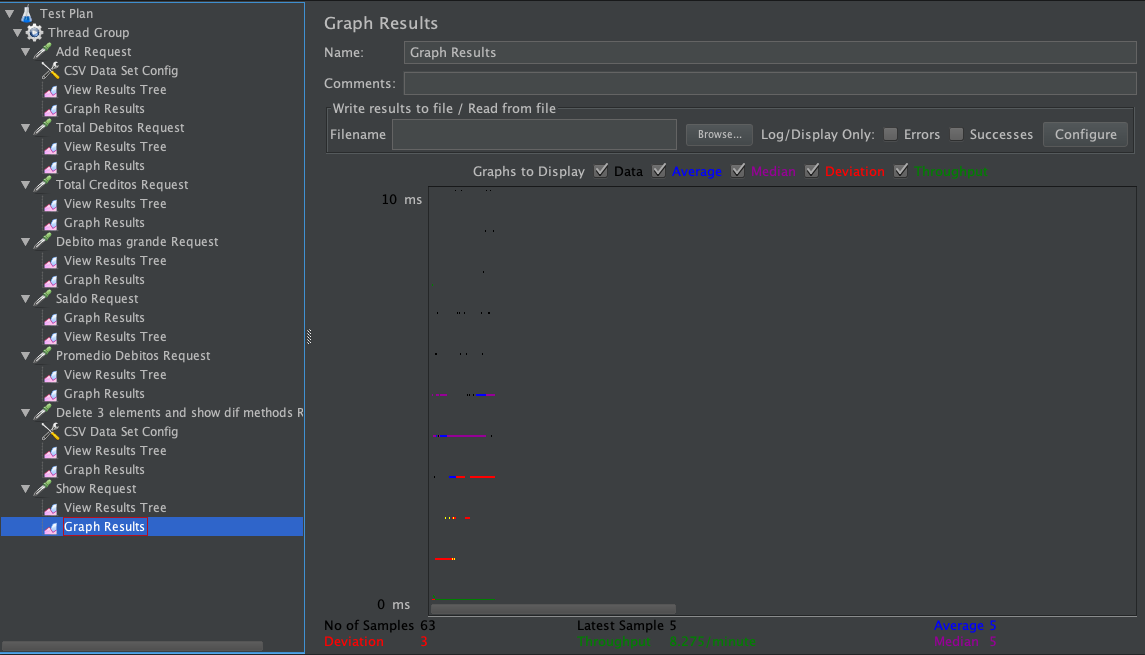 Test Plan
Thread Group
Add Request
CSV Data Set Config
View Results Tree
Graph Results
Total Debitos Request
View Results Tree
Graph Results
Total Creditos Request
View Results Tree
Graph Results
Debito mas grande Request
View Results Tree
Graph Results
Saldo Request
Graph Results
View Results Tree
Promedio Debitos Request
View Results Tree
Graph Results
Delete 3 elements and show dif methods R
CSV Data Set Config
View Results Tree
Graph Results
Show Request
View Results Tree
Graph Results
Graph Results
Name: Graph Results
Comments:
Write results to file / Read from file
Filename Browse... Log/Display Only: Errors Successes Configure
Graphs to Display Data Average Median Deviation Throughput
10 ms
0 ms
No of Samples 63 Latest Sample 5 Average 5
Deviation 3 Throughput 8.275/minute Median